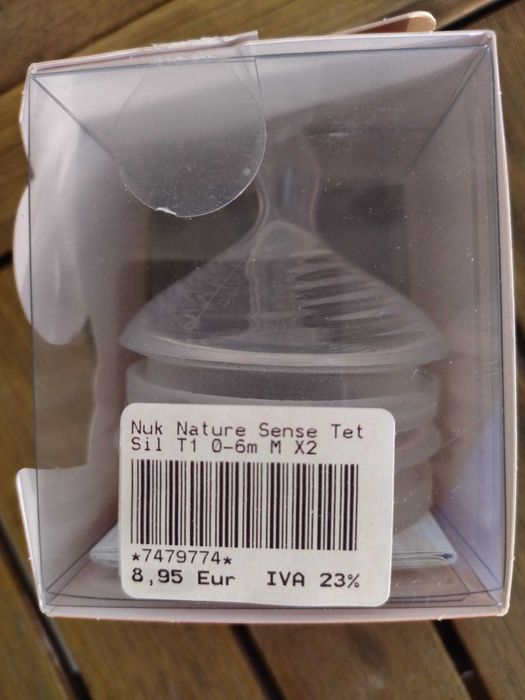 Nuk Nature Sense Tet
Sil T1 0-6m M X2
*7479774*
8,95 Eur IVA 23%